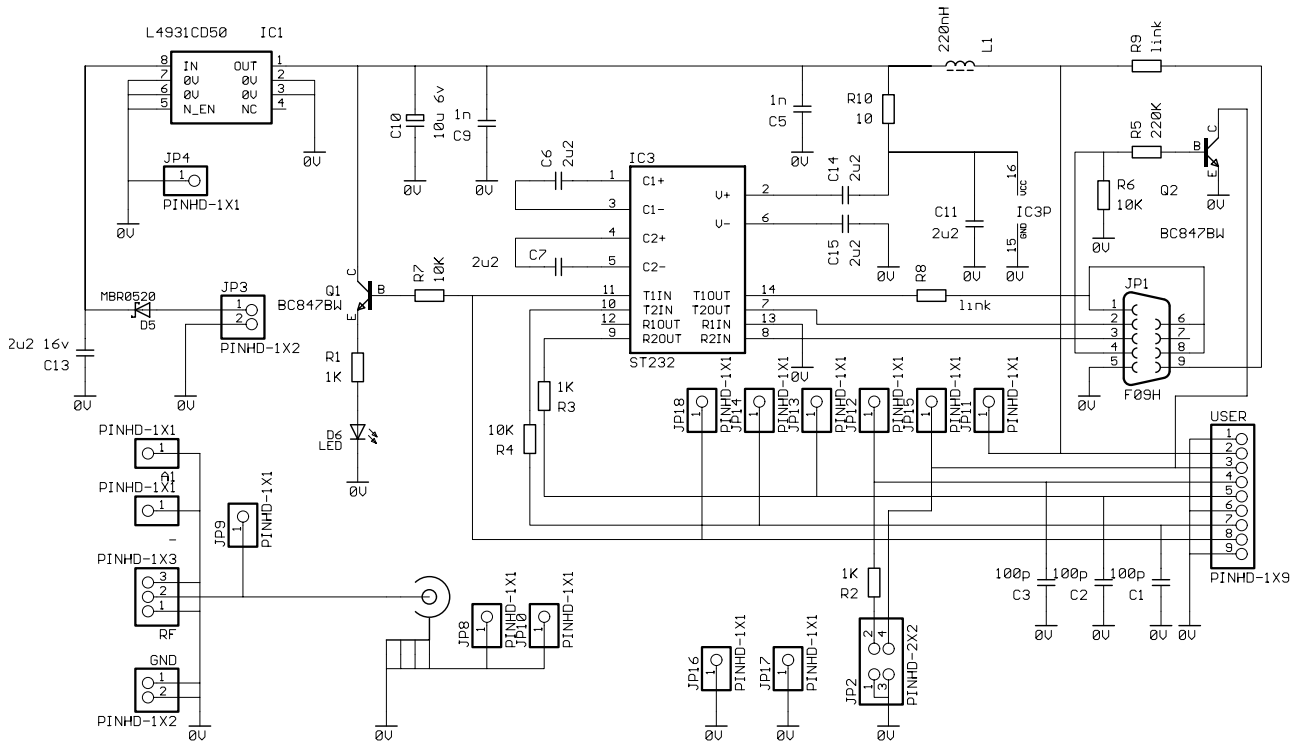 L4931CD50 IC1
8 IN OUT 1
7 0V 0V 2
6 0V 0V 3
5 N_EN NC 4
0V
JP4
1
PINHD-1X1
0V
C10
10u 6v
0V
1n
C9
0V
1n
C5
0V
R10
10
220nH
L1
R9
link
R5
220K
B
C
E
Q2
BC847BW
0V
R6
10K
0V
C6
2u2
C7
2u2
IC3
1 C1+
3 C1-
4 C2+
5 C2-
V+ 2
V- 6
11 T1IN T1OUT 14
10 T2IN T2OUT 7
12 R1OUT R1IN 13
9 R2OUT R2IN 8
ST232
0V
C14
2u2
C15
2u2
0V
C11
2u2
0V
16
VCC
IC3P
GND
15
0V
R8
link
JP1
1
2
3
4
5
6
7
8
9
F09H
0V
MBR0520
D5
JP3
1
2
PINHD-1X2
0V
2u2 16v
C13
0V
Q1
BC847BW
C
B
E
R7
10K
R1
1K
D6
LED
0V
1K
R3
10K
R4
JP18
1
PINHD-1X1
JP14
1
PINHD-1X1
JP13
1
PINHD-1X1
JP12
1
PINHD-1X1
JP15
1
PINHD-1X1
JP11
1
PINHD-1X1
USER
1
2
3
4
5
6
7
8
9
PINHD-1X9
0V
PINHD-1X1
1
A1
PINHD-1X1
1
-
PINHD-1X3
3
2
1
RF
GND
1
2
PINHD-1X2
0V
JP9
1
PINHD-1X1
0V
JP8
1
PINHD-1X1
JP10
1
PINHD-1X1
JP16
1
PINHD-1X1
0V
JP17
1
PINHD-1X1
0V
1K
R2
2 4
1 3
JP2
PINHD-2X2
0V
100p
C3
0V
100p
C2
0V
100p
C1
0V